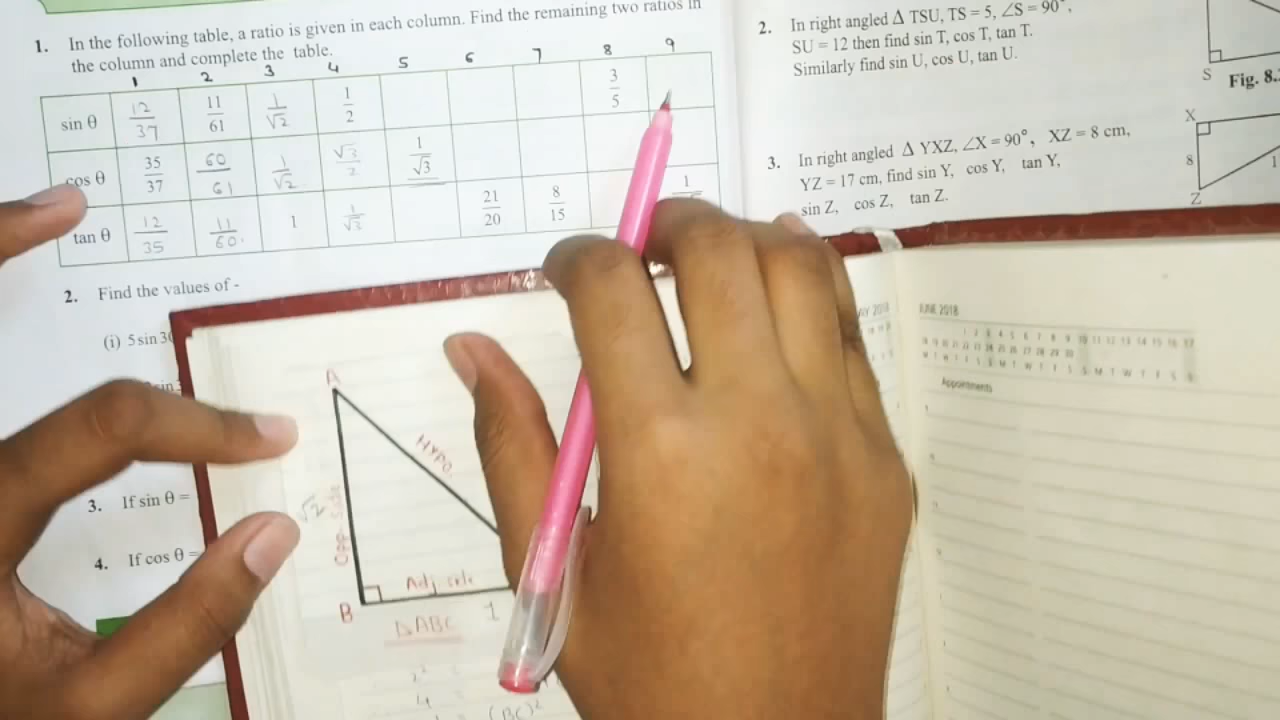 1. In the following table, a ratio is given in each column. Find the remaining two ratios in
the column and complete the table.
1 2 3 4 5 6 7 8 9
sin θ 12/37 11/61 1/√2 1/2 3/5
cos θ 35/37 60/61 1/√2 √3/2 1/√3
tan θ 12/35 11/60. 1 1/√3 21/20 8/15 1
2. Find the values of -
(i) 5 sin 3
3. If sin θ =
4. If cos θ =
2. In right angled Δ TSU, TS = 5, ∠S = 90°,
SU = 12 then find sin T, cos T, tan T.
Similarly find sin U, cos U, tan U.
S Fig. 8.
3. In right angled Δ YXZ, ∠X = 90°, XZ = 8 cm,
YZ = 17 cm, find sin Y, cos Y, tan Y,
sin Z, cos Z, tan Z.
X
8 1
Z
A
HYPO.
√2 Opp. side
Adj. side
B 1
ΔABC
4
(BC)²
2018 JUNE 2018
Appointments